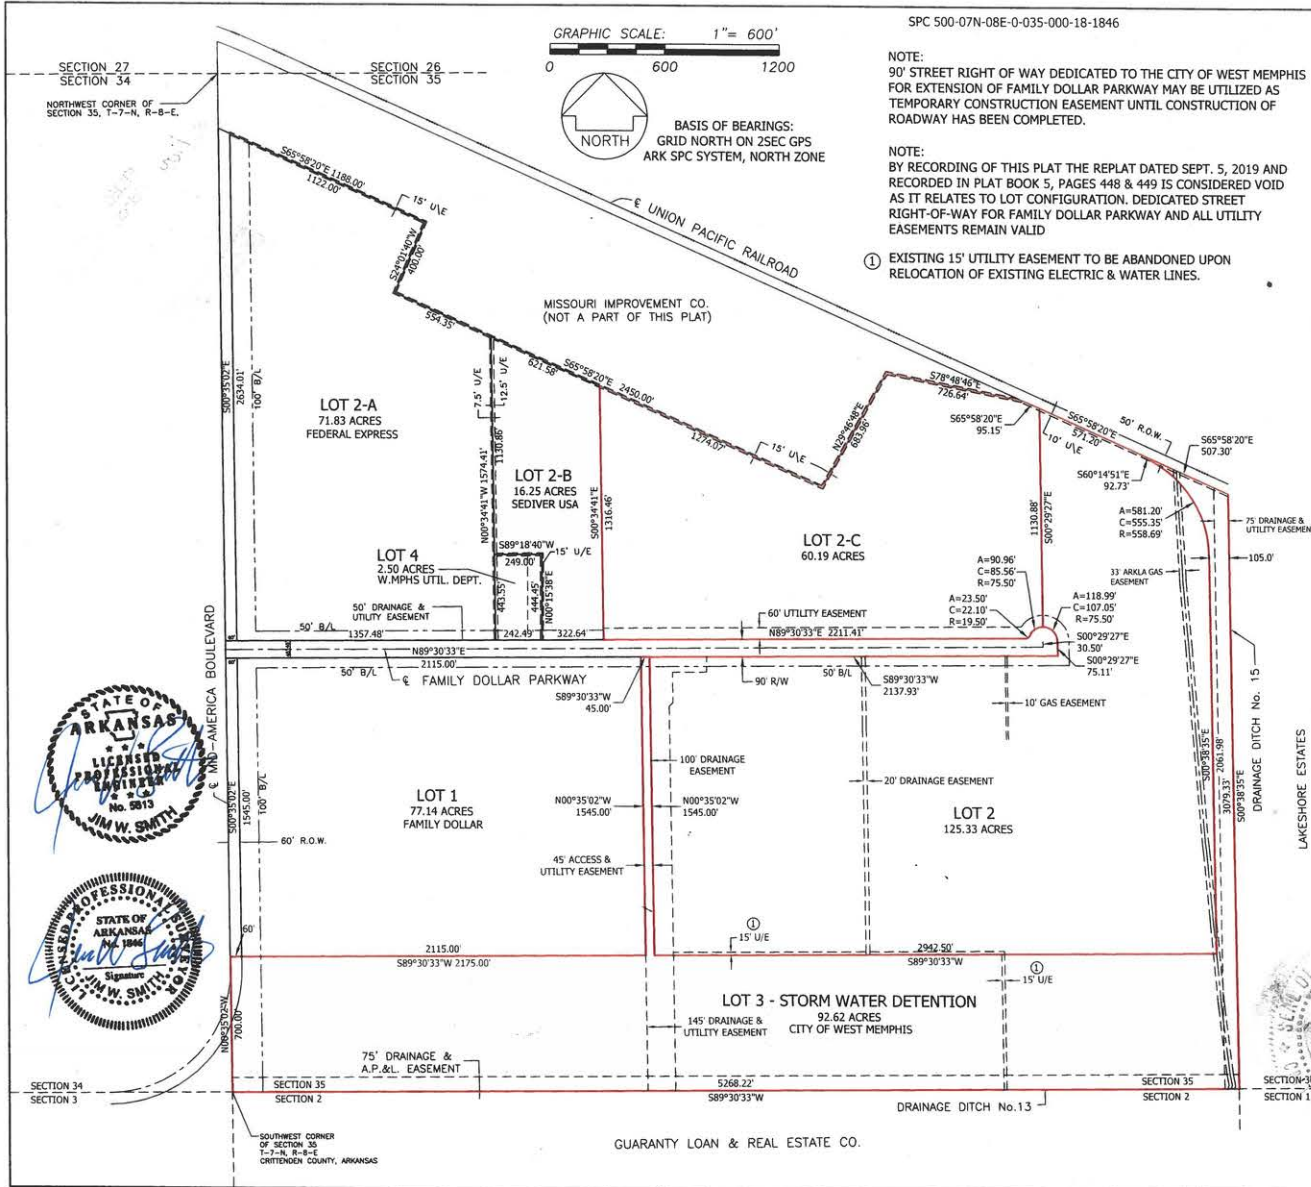 GRAPHIC SCALE: 1"= 600'
0 600 1200
NORTH
BASIS OF BEARINGS:
GRID NORTH ON 2SEC GPS
ARK SPC SYSTEM, NORTH ZONE
SPC 500-07N-08E-0-035-000-18-1846
NOTE:
90' STREET RIGHT OF WAY DEDICATED TO THE CITY OF WEST MEMPHIS
FOR EXTENSION OF FAMILY DOLLAR PARKWAY MAY BE UTILIZED AS
TEMPORARY CONSTRUCTION EASEMENT UNTIL CONSTRUCTION OF
ROADWAY HAS BEEN COMPLETED.
NOTE:
BY RECORDING OF THIS PLAT THE REPLAT DATED SEPT. 5, 2019 AND
RECORDED IN PLAT BOOK 5, PAGES 448 & 449 IS CONSIDERED VOID
AS IT RELATES TO LOT CONFIGURATION. DEDICATED STREET
RIGHT-OF-WAY FOR FAMILY DOLLAR PARKWAY AND ALL UTILITY
EASEMENTS REMAIN VALID
① EXISTING 15' UTILITY EASEMENT TO BE ABANDONED UPON
RELOCATION OF EXISTING ELECTRIC & WATER LINES.
SECTION 27
SECTION 34
SECTION 26
SECTION 35
NORTHWEST CORNER OF
SECTION 35, T-7-N, R-8-E.
S65°58'20"E 1188.00'
1122.00'
15' U\E
S24°01'40"W
400.00'
554.35'
℄ UNION PACIFIC RAILROAD
MISSOURI IMPROVEMENT CO.
(NOT A PART OF THIS PLAT)
621.58'
S65°58'20"E 2450.00'
1274.07'
15' U\E
N29°46'48"E
683.96'
S78°48'46"E
726.64'
S65°58'20"E
95.15'
S65°58'20"E
571.20'
10' U\E
50' R.O.W.
S65°58'20"E
507.30'
S60°14'51"E
92.73'
A=581.20'
C=555.35'
R=558.69'
75' DRAINAGE &
UTILITY EASEMENT
105.0'
33' ARKLA GAS
EASEMENT
S00°35'02"E
2634.01'
100' B/L
LOT 2-A
71.83 ACRES
FEDERAL EXPRESS
7.5' U/E
12.5' U/E
N00°34'41"W 1574.41'
1130.86'
LOT 2-B
16.25 ACRES
SEDIVER USA
S00°34'41"E
1316.46'
LOT 2-C
60.19 ACRES
1130.88'
S00°29'27"E
LOT 4
2.50 ACRES
W.MPHS UTIL. DEPT.
S89°18'40"W
249.00'
15' U/E
443.55'
444.45'
N00°15'38"E
A=90.96'
C=85.56'
R=75.50'
A=23.50'
C=22.10'
R=19.50'
A=118.99'
C=107.05'
R=75.50'
S00°29'27"E
30.50'
S00°29'27"E
75.11'
50' DRAINAGE &
UTILITY EASEMENT
60' UTILITY EASEMENT
50' B/L
1357.48'
242.49'
322.64
N89°30'33"E 2211.41'
N89°30'33"E
2115.00'
50' B/L
℄ FAMILY DOLLAR PARKWAY
S89°30'33"W
45.00'
90' R/W
50' B/L
S89°30'33"W
2137.93'
10' GAS EASEMENT
℄ MID-AMERICA BOULEVARD
STATE OF
ARKANSAS
LICENSED
PROFESSIONAL
ENGINEER
No. 5813
JIM W. SMITH
S00°35'02"E
1545.00'
100' B/L
60' R.O.W.
LOT 1
77.14 ACRES
FAMILY DOLLAR
100' DRAINAGE
EASEMENT
N00°35'02"W
1545.00'
N00°35'02"W
1545.00'
45' ACCESS &
UTILITY EASEMENT
20' DRAINAGE EASEMENT
LOT 2
125.33 ACRES
S00°38'35"E
2061.98'
3079.33'
S00°38'35"E
DRAINAGE DITCH No. 15
LAKESHORE ESTATES
LICENSED PROFESSIONAL SURVEYOR
STATE OF
ARKANSAS
No. 1846
Signature
JIM W. SMITH
60'
2115.00'
S89°30'33"W 2175.00'
①
15' U/E
2942.50'
S89°30'33"W
①
15' U/E
N00°35'02"W
700.00'
LOT 3 - STORM WATER DETENTION
92.62 ACRES
CITY OF WEST MEMPHIS
145' DRAINAGE &
UTILITY EASEMENT
75' DRAINAGE &
A.P.&L. EASEMENT
SECTION 34
SECTION 3
SECTION 35
SECTION 2
5268.22'
S89°30'33"W
SECTION 35
SECTION 2
SECTION 1
DRAINAGE DITCH No.13
SOUTHWEST CORNER
OF SECTION 35
T-7-N, R-8-E
CRITTENDEN COUNTY, ARKANSAS
GUARANTY LOAN & REAL ESTATE CO.